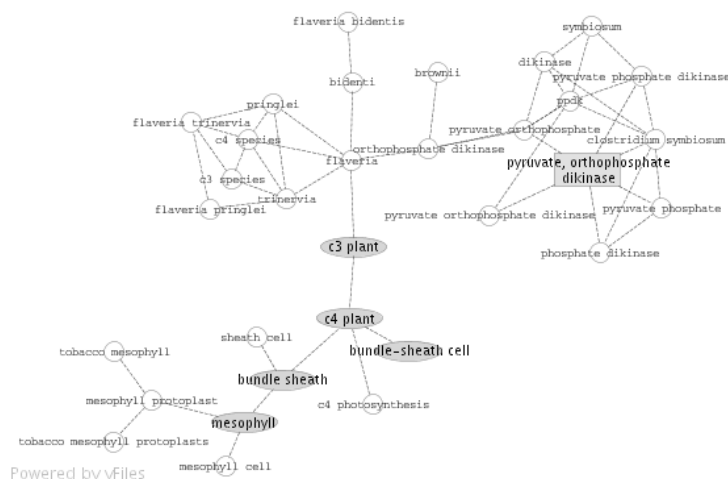 flaveria bidentis
symbiosum
dikinase
brownii
bidenti
pyruvate phosphate dikinase
pringlei
ppdk
flaveria trinervia
pyruvate orthophosphate
c4 species
clostridium symbiosum
orthophosphate dikinase
flaveria
pyruvate, orthophosphate
dikinase
c3 species
trinervia
flaveria pringlei
pyruvate orthophosphate dikinase
pyruvate phosphate
c3 plant
phosphate dikinase
c4 plant
sheath cell
tobacco mesophyll
bundle-sheath cell
bundle sheath
mesophyll protoplast
c4 photosynthesis
mesophyll
tobacco mesophyll protoplasts
mesophyll cell
Powered by yFiles